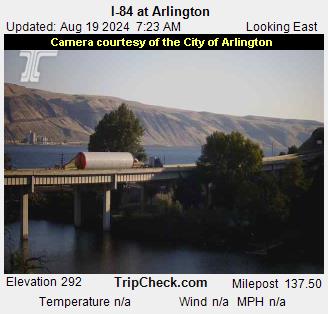 I-84 at Arlington
Updated: Aug 19 2024 7:23 AM Looking East
Camera courtesy of the City of Arlington
Elevation 292 TripCheck.com Milepost 137.50
Temperature n/a Wind n/a MPH n/a